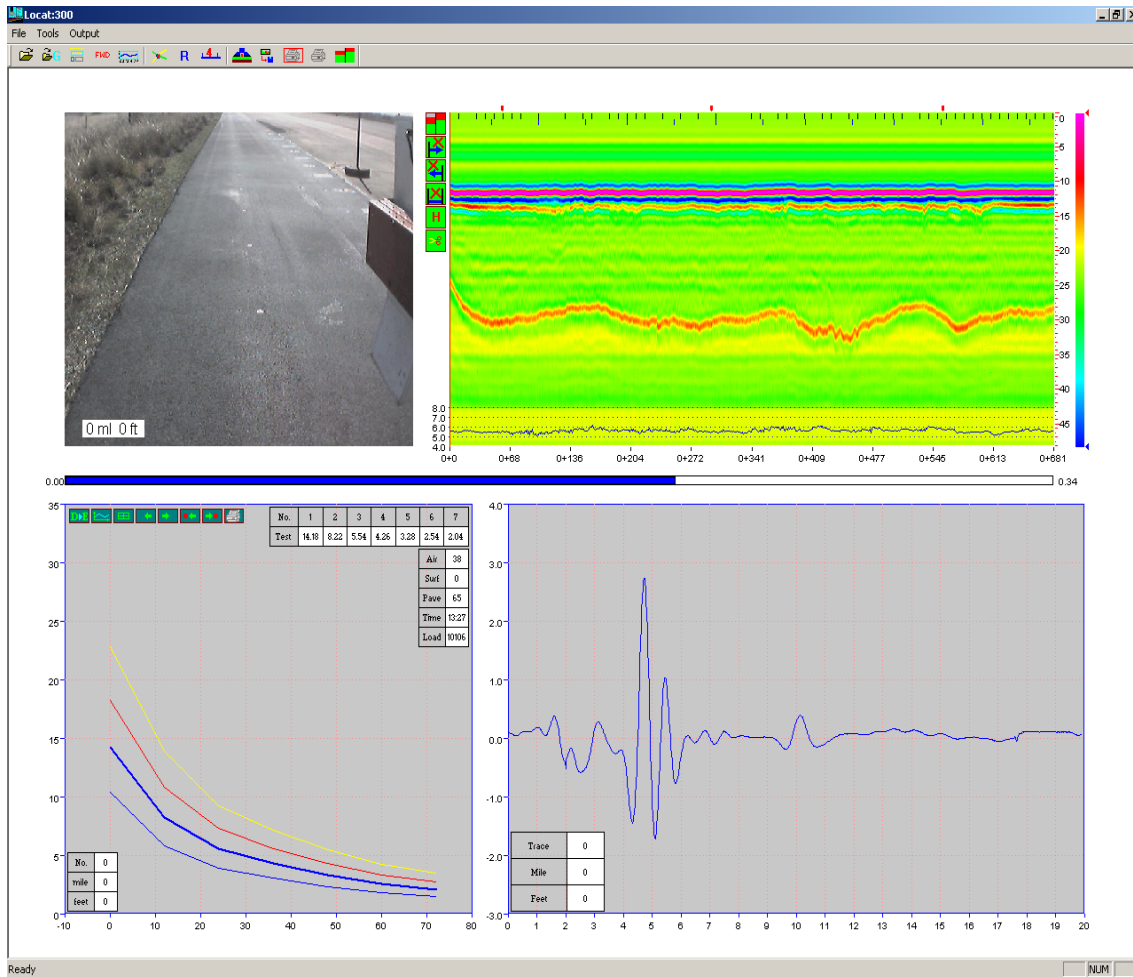 Locat:300
File Tools Output
G FWD R 4
H
0 ml 0 ft
0
-5
-10
-15
-20
-25
-30
-35
-40
-45
8.0
7.0
6.0
5.0
4.0
0+0 0+68 0+136 0+204 0+272 0+341 0+409 0+477 0+545 0+613 0+681
0.00 0.34
35
30
25
20
15
10
5
0
-10 0 10 20 30 40 50 60 70 80
No. 1 2 3 4 5 6 7
Test 14.18 8.22 5.54 4.26 3.28 2.54 2.04
Air 38
Surf 0
Pave 65
Time 13:27
Load 10106
No. 0
mile 0
feet 0
4.0
3.0
2.0
1.0
0.0
-1.0
-2.0
-3.0
Trace 0
Mile 0
Feet 0
0 1 2 3 4 5 6 7 8 9 10 11 12 13 14 15 16 17 18 19 20
Ready NUM